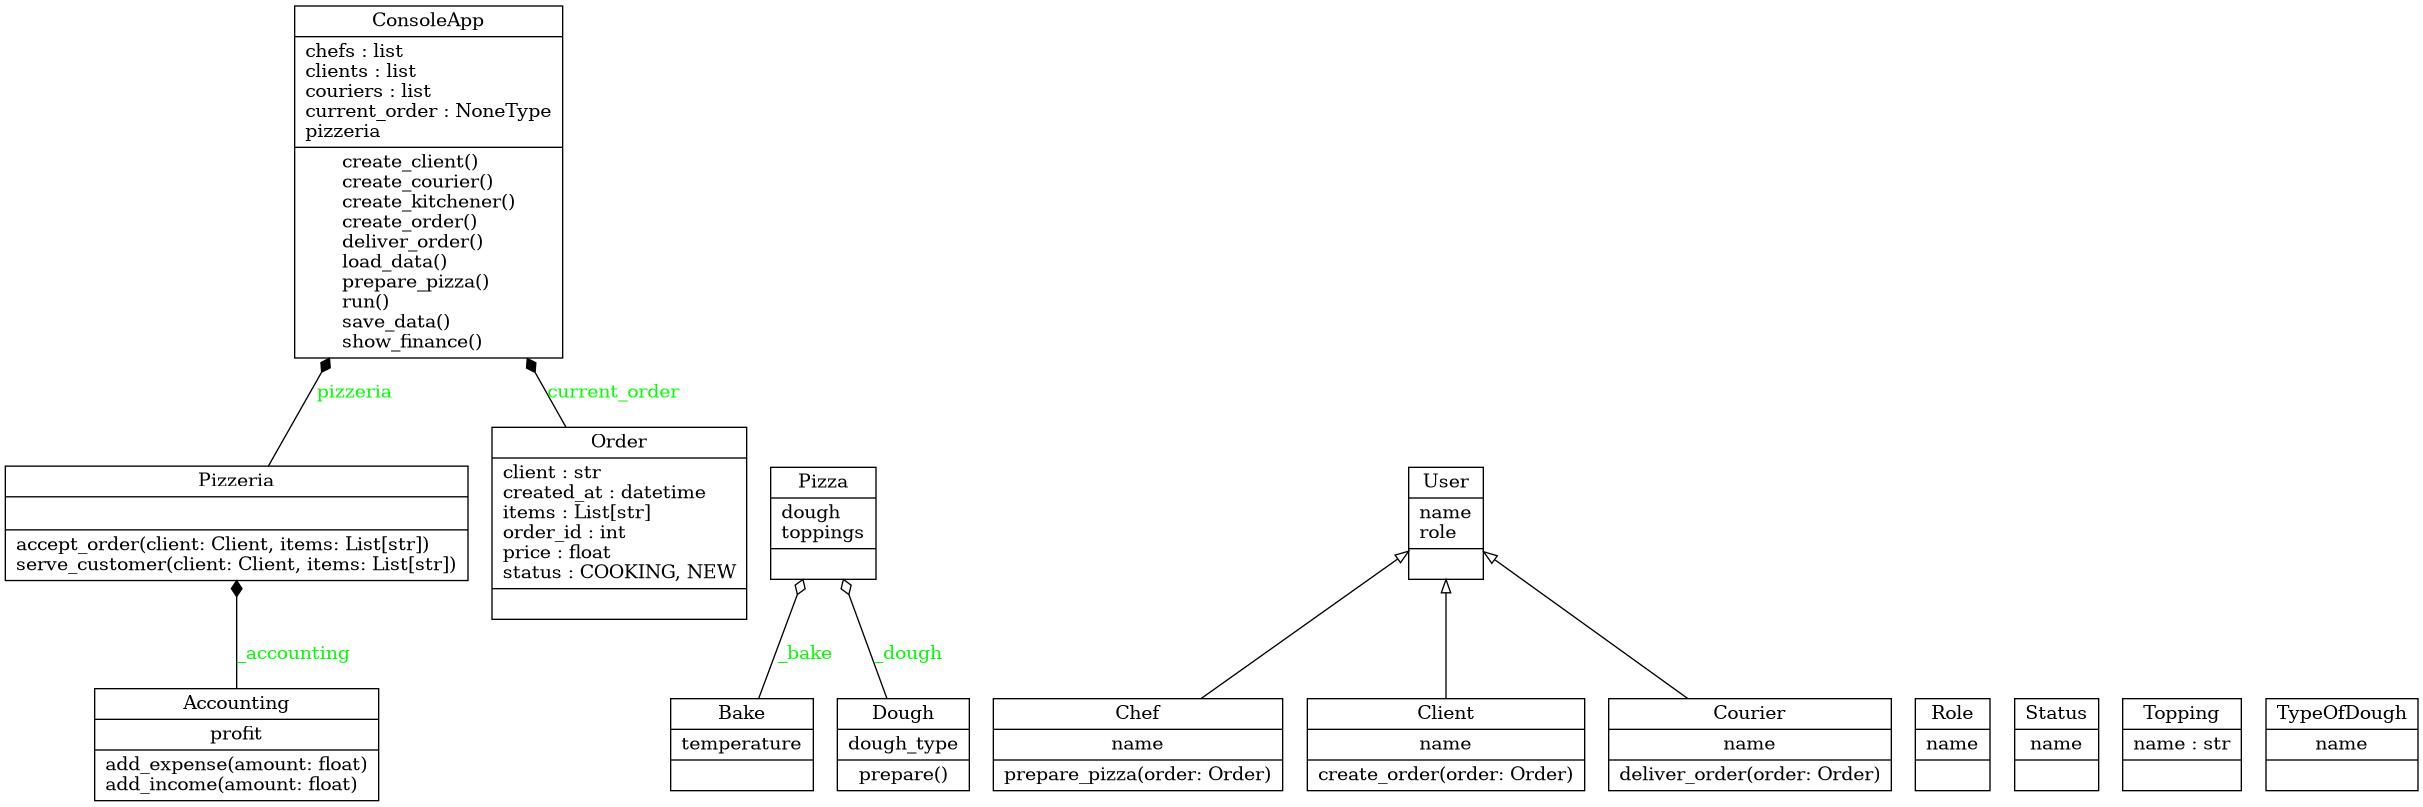 ConsoleApp
chefs : list
clients : list
couriers : list
current_order : NoneType
pizzeria
create_client()
create_courier()
create_kitchener()
create_order()
deliver_order()
load_data()
prepare_pizza()
run()
save_data()
show_finance()
pizzeria
current_order
Pizzeria
accept_order(client: Client, items: List[str])
serve_customer(client: Client, items: List[str])
Order
client : str
created_at : datetime
items : List[str]
order_id : int
price : float
status : COOKING, NEW
Pizza
dough
toppings
User
name
role
_accounting
_bake
_dough
Accounting
profit
add_expense(amount: float)
add_income(amount: float)
Bake
temperature
Dough
dough_type
prepare()
Chef
name
prepare_pizza(order: Order)
Client
name
create_order(order: Order)
Courier
name
deliver_order(order: Order)
Role
name
Status
name
Topping
name : str
TypeOfDough
name